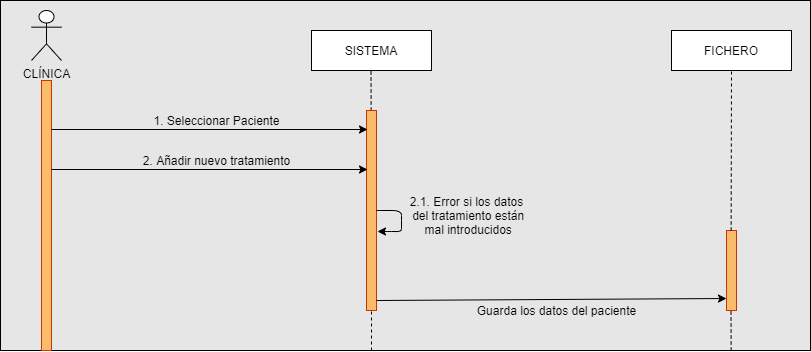 CLÍNICA
SISTEMA
FICHERO
1. Seleccionar Paciente
2. Añadir nuevo tratamiento
2.1. Error si los datos
del tratamiento están
mal introducidos
Guarda los datos del paciente